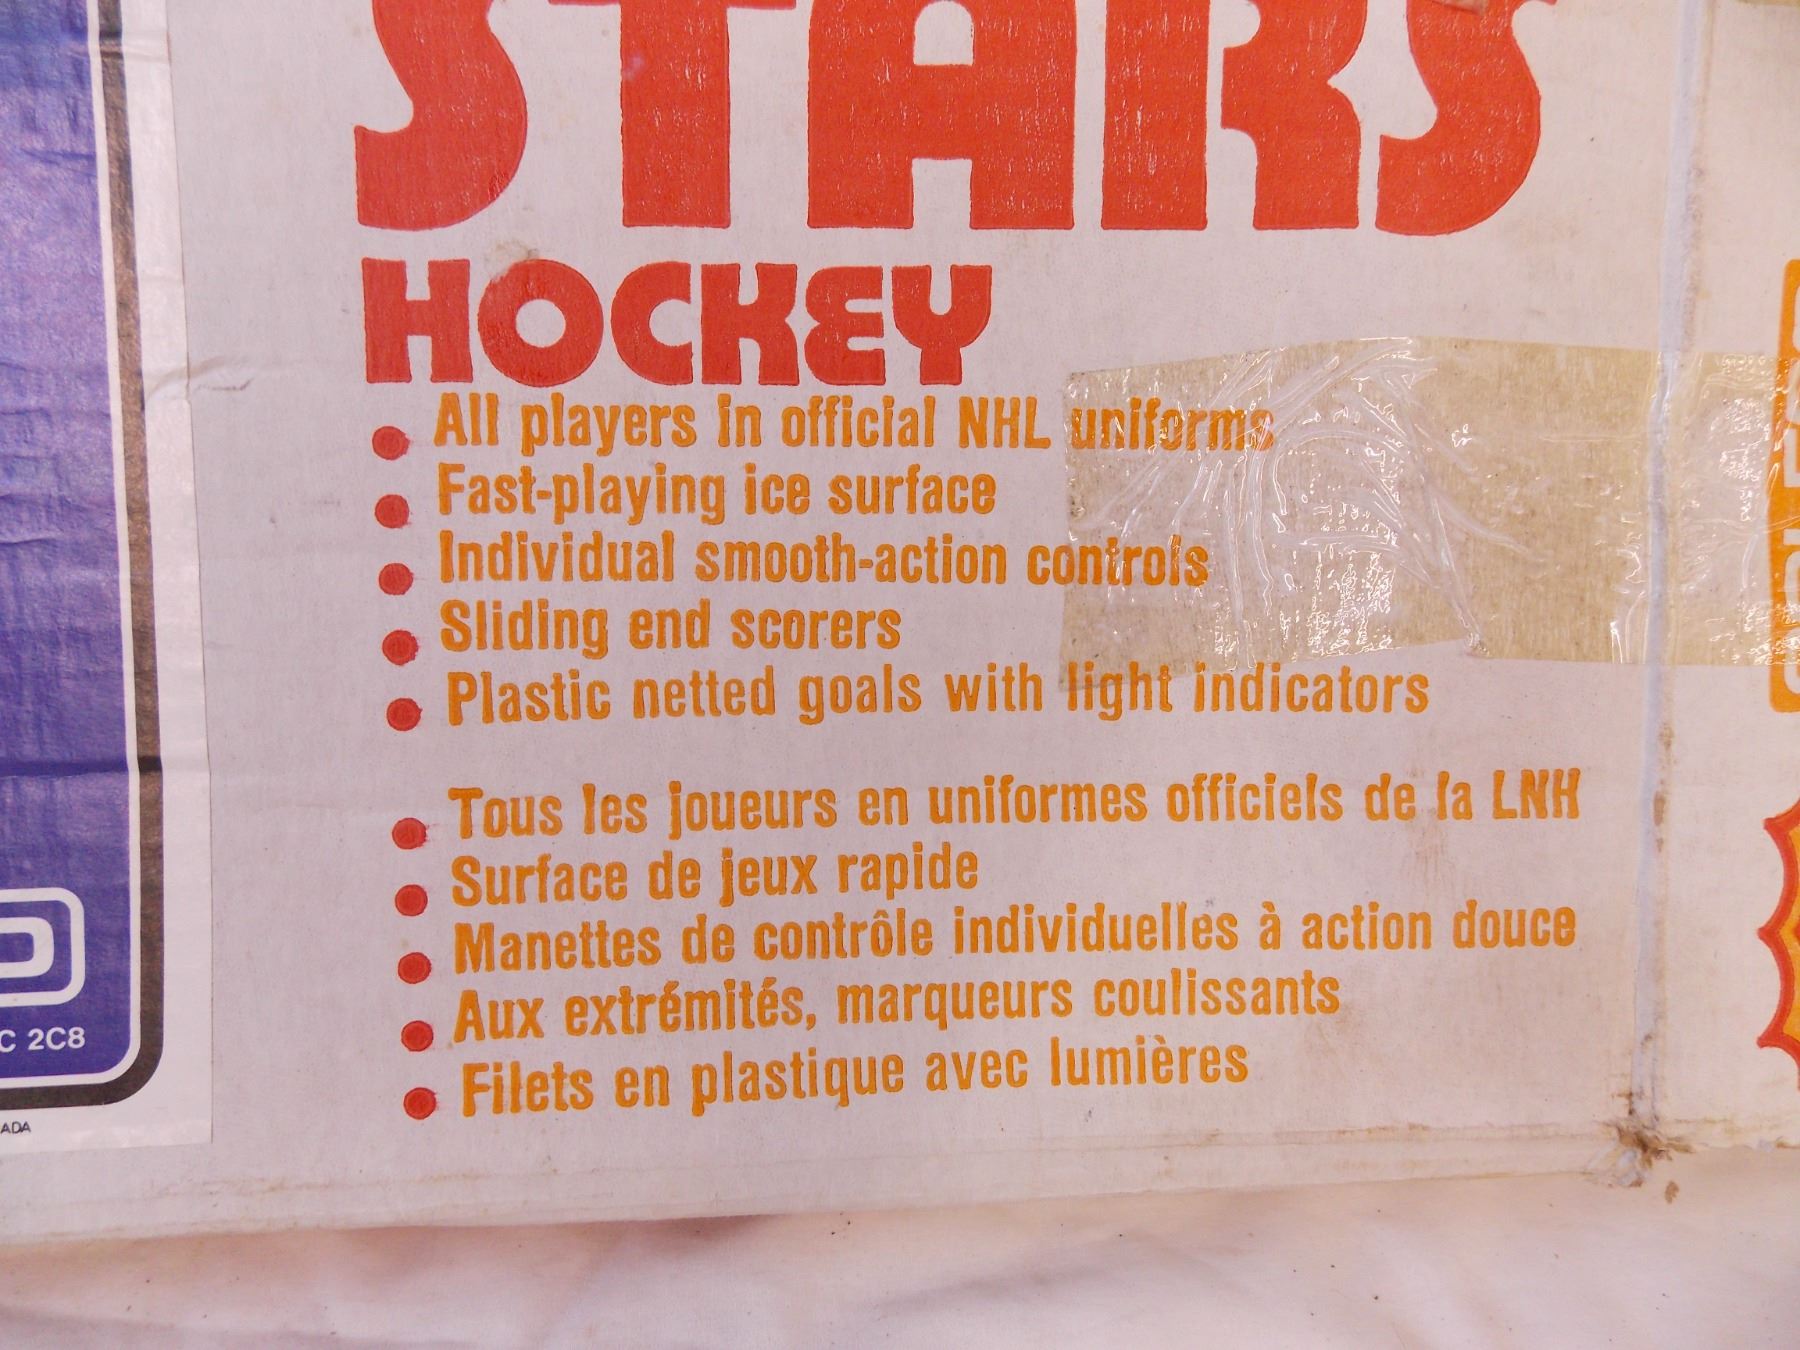 STARS
HOCKEY
All players in official NHL uniforms
Fast-playing ice surface
Individual smooth-action controls
Sliding end scorers
Plastic netted goals with light indicators
Tous les joueurs en uniformes officiels de la LNH
Surface de jeux rapide
Manettes de contrôle individuelles à action douce
Aux extrémités, marqueurs coulissants
Filets en plastique avec lumières
C 2C8
ADA